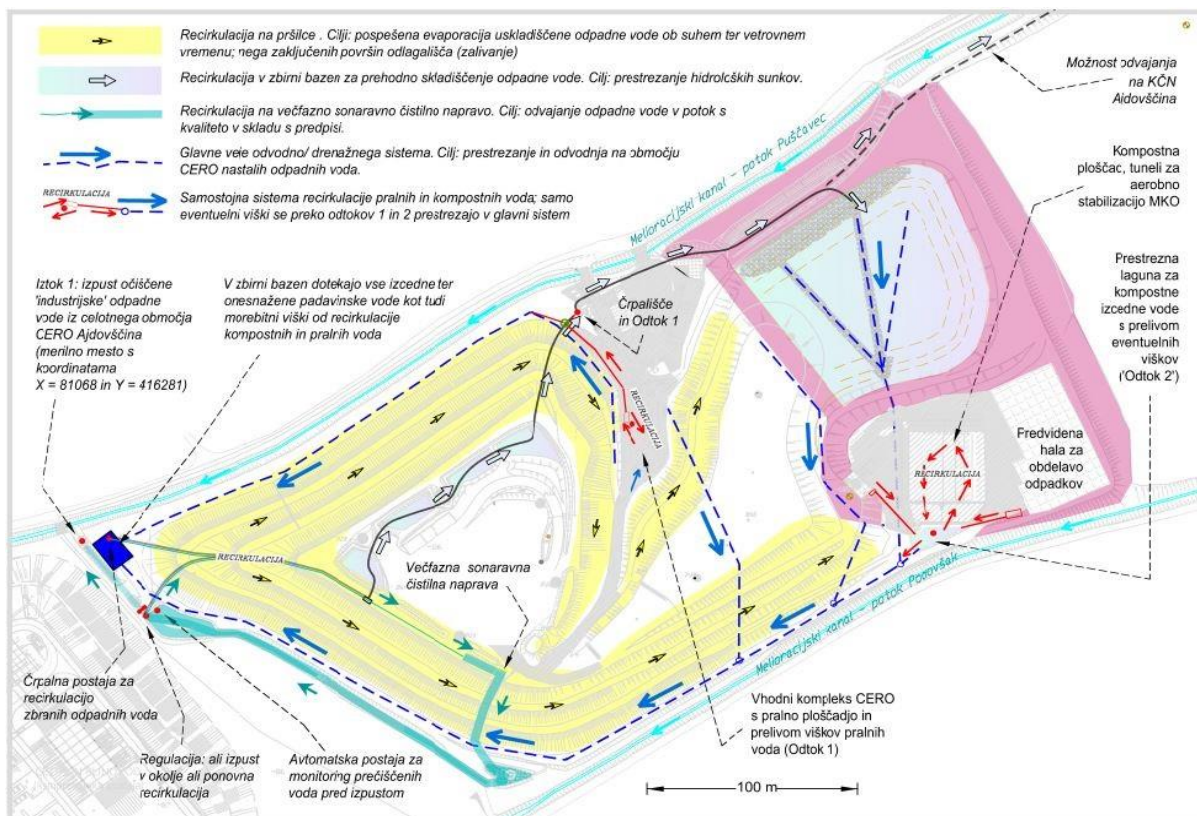 Recirkulacija na pršilce . Cilji: pospešena evaporacija uskladiščene odpadne vode ob suhem ter vetrovnem
vremenu; nega zaključenih površin odlagališča (zalivanje)
Recirkulacija v zbirni bazen za prehodno skladiščenje odpadne vode. Cilj: prestrezanje hidrolcških sunkov.
Recirkulacija na večfazno sonaravno čistilno napravo. Cilj: odvajanje odpadne vode v potok s
kvaliteto v skladu s predpisi.
Glavne veje odvodno/ drenažnega sistema. Cilj: prestrezanje in odvodnja na območju
CERO nastalih odpadnih voda.
RECIRKULACIJA
Samostojna sistema recirkulacije pralnih in kompostnih voda; samo
eventuelni viški se preko odtokov 1 in 2 prestrezajo v glavni sistem
Možnost odvajanja
na KČN
Aidovščina
Kompostna
ploščac, tuneli za
aerobno
stabilizacijo MKO
Prestrezna
laguna za
kompostne
izcedne vode
s prelivom
eventuelnih
viškov
('Odtok 2')
Melioracijski kanal - potok Puščavec
Iztok 1: izpust očiščene
'industrijske' odpadne
vode iz celotnega območja
CERO Ajdovščina
(merilno mesto s
koordinatama
X = 81068 in Y = 416281)
V zbirni bazen dotekajo vse izcedne ter
onesnažene padavinske vode kot tudi
morebitni viški od recirkulacije
kompostnih in pralnih voda
Črpališče
in Odtok 1
RECIRKULACIJA
Fredvidena
hala za
obdelavo
odpadkov
RECIRKULACIJA
RECIRKULACIJA
Večfazna sonaravna
čistilna naprava
Melioracijski kanal - potok Podovšak
Črpalna postaja za
recirkulacijo
zbranih odpadnih voda
Regulacija: ali izpust
v okolje ali ponovna
recirkulacija
Avtomatska postaja za
monitoring prečiščenih
voda pred izpustom
Vhodni kompleks CERO
s pralno ploščadjo in
prelivom viškov pralnih
voda (Odtok 1)
100 m